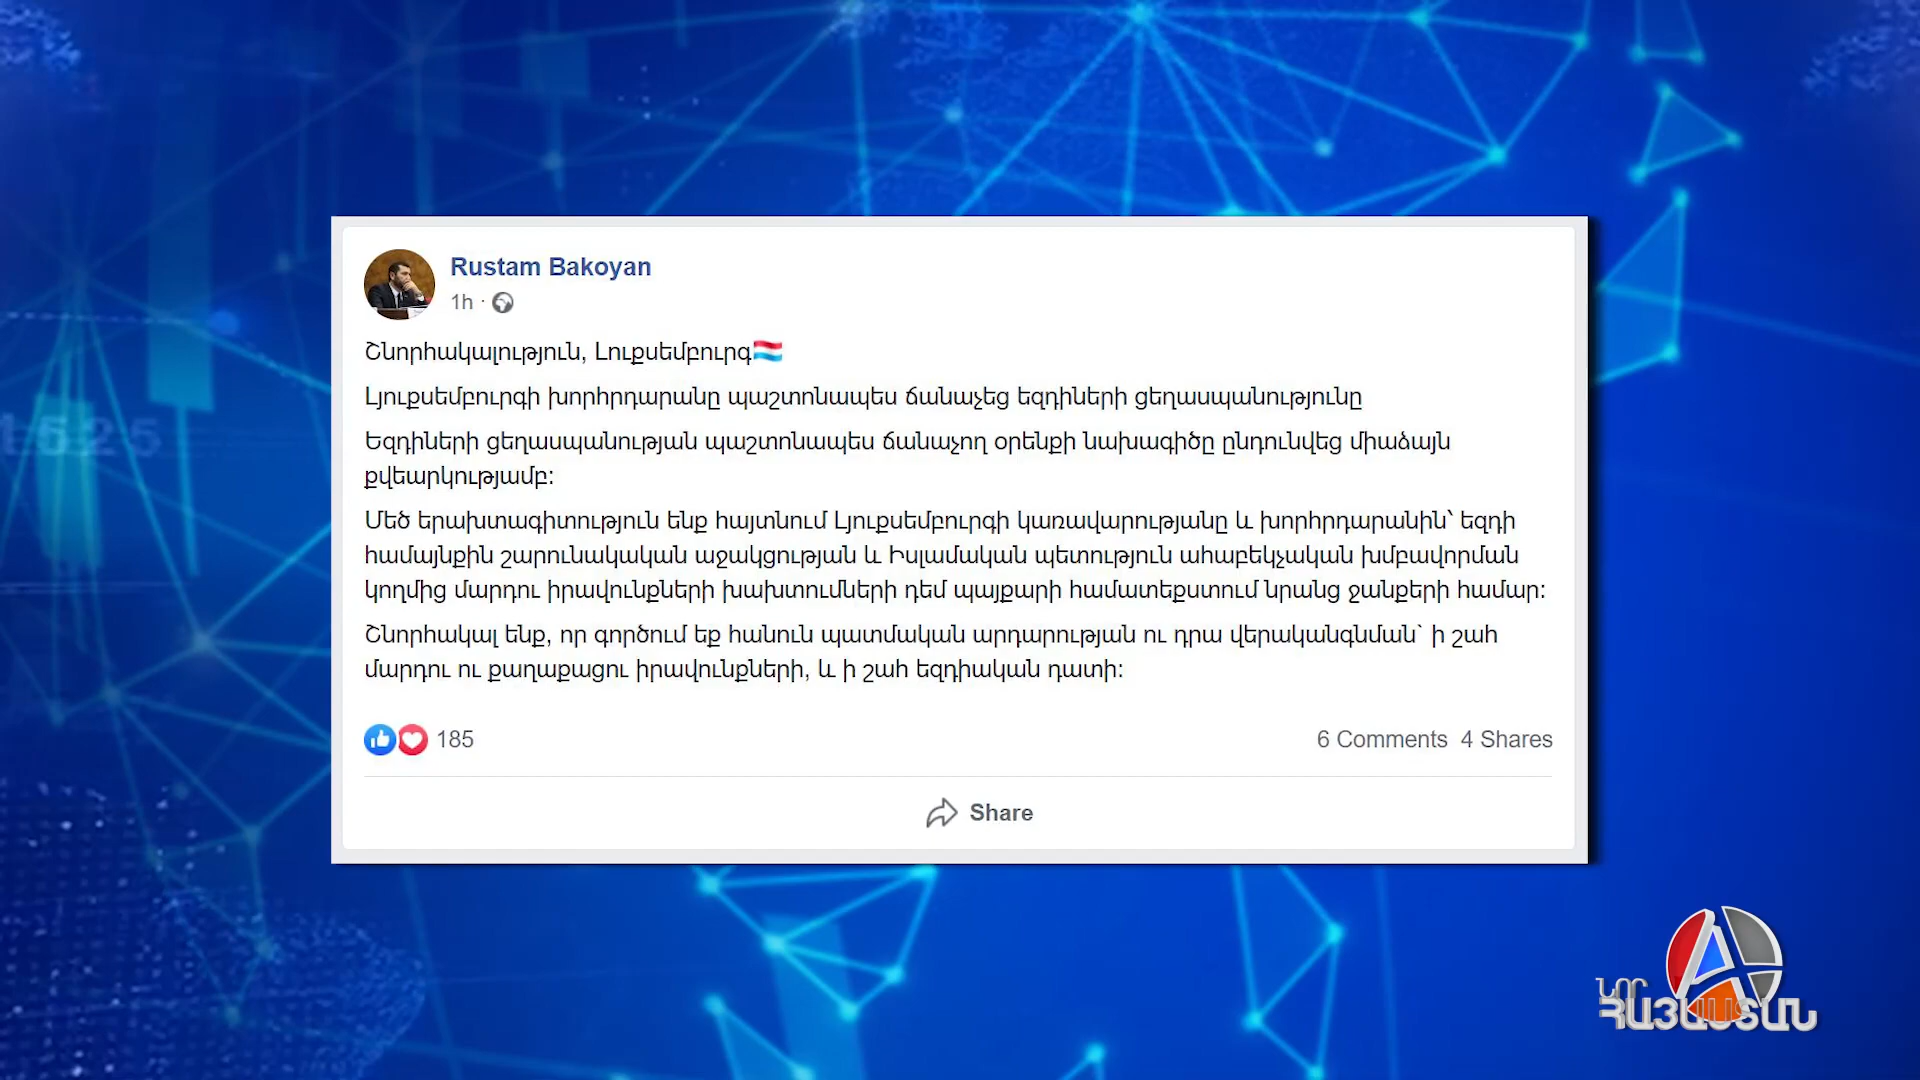 Rustam Bakoyan
1h ·
Շնորհակալություն, Լուքսեմբուրգ🇱🇺
Լյուքսեմբուրգի խորհրդարանը պաշտոնապես ճանաչեց եզդիների ցեղասպանությունը
Եզդիների ցեղասպանության պաշտոնապես ճանաչող օրենքի նախագիծը ընդունվեց միաձայն
քվեարկությամբ:
Մեծ երախտագիտություն ենք հայտնում Լյուքսեմբուրգի կառավարությանը և խորհրդարանին՝ եզդի
համայնքին շարունակական աջակցության և Իսլամական պետություն ահաբեկչական խմբավորման
կողմից մարդու իրավունքների խախտումների դեմ պայքարի համատեքստում նրանց ջանքերի համար:
Շնորհակալ ենք, որ գործում եք հանուն պատմական արդարության ու դրա վերականգնման` ի շահ
մարդու ու քաղաքացու իրավունքների, և ի շահ եզդիական դատի:
185
6 Comments 4 Shares
Share
1525
ՆՈՐ
ՀԱՅԱՍՏԱՆ